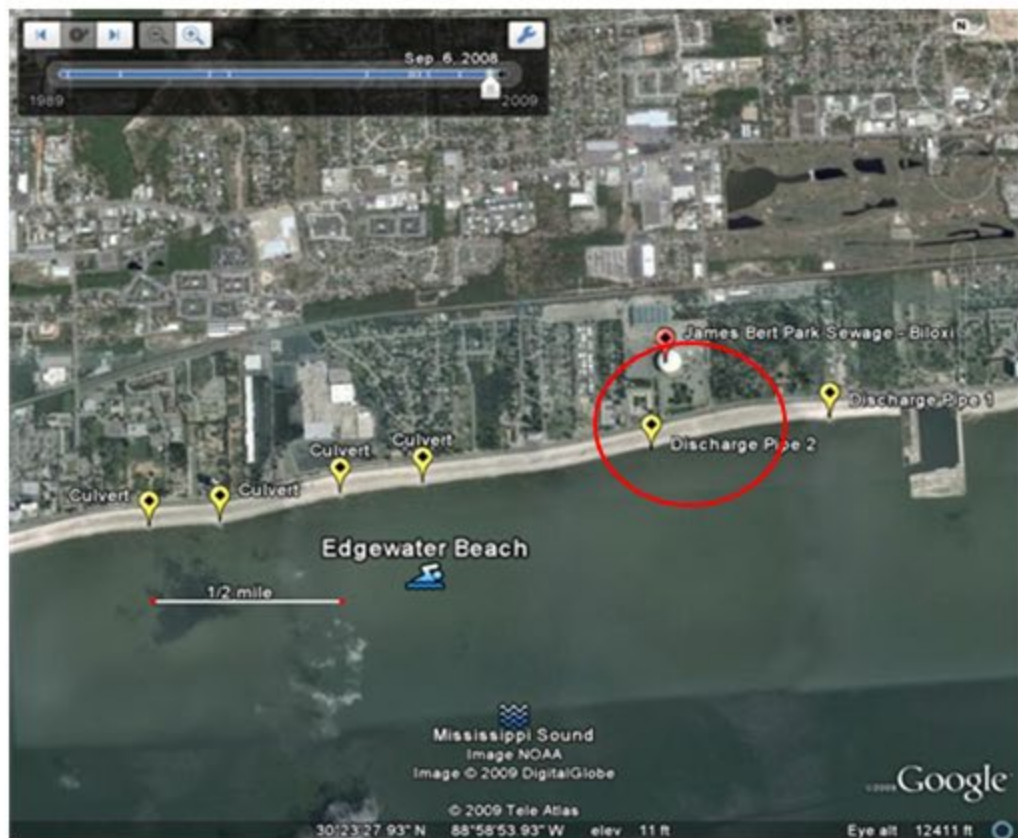 Sep. 6, 2008
1989
2009
N
James Bert Park Sewage - Biloxi
Discharge Pipe 1
Discharge Pipe 2
Culvert
Culvert
Culvert
Culvert
Edgewater Beach
1/2 mile
Mississippi Sound
Image NOAA
Image © 2009 DigitalGlobe
©2009 Google
© 2009 Tele Atlas
30°23'27.93" N 88°58'53.93" W elev 11 ft Eye alt 12411 ft